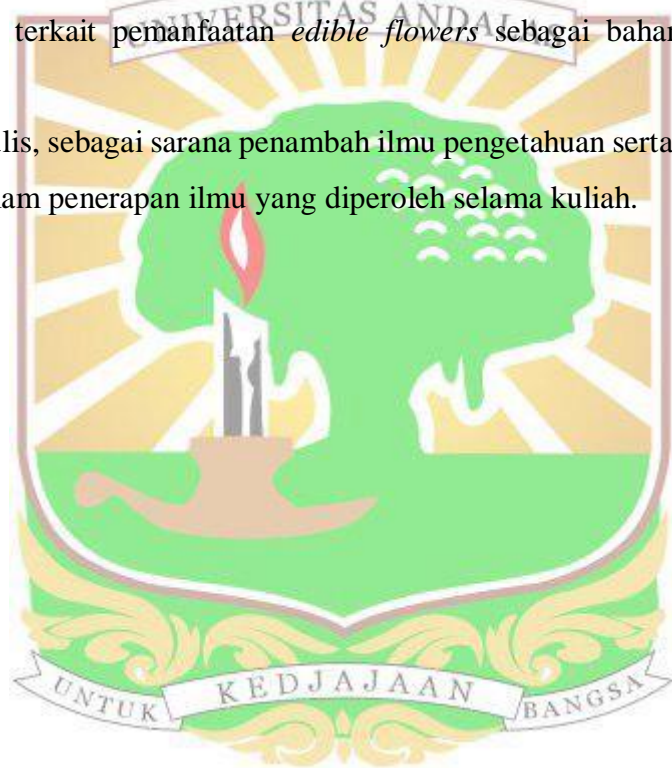 UNIVERSITAS ANDALAS
terkait pemanfaatan edible flowers sebagai bahan
lis, sebagai sarana penambah ilmu pengetahuan serta
am penerapan ilmu yang diperoleh selama kuliah.
UNTUK KEDJAJAAN BANGSA